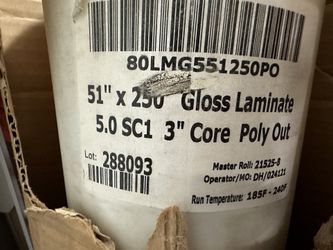 80LMG551250PO
51" x 250' Gloss Laminate
5.0 SC1 3" Core Poly Out
Lot: 288093
Master Roll: 21525-8
Operator/MO: DH/024121
Run Temperature: 185F - 240F